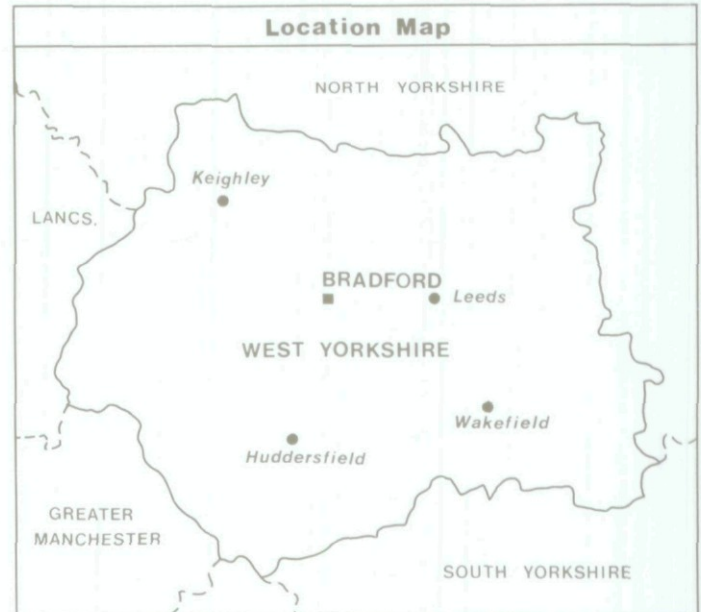 Location Map
NORTH YORKSHIRE
Keighley
LANCS.
BRADFORD
Leeds
WEST YORKSHIRE
Wakefield
Huddersfield
GREATER
MANCHESTER
SOUTH YORKSHIRE